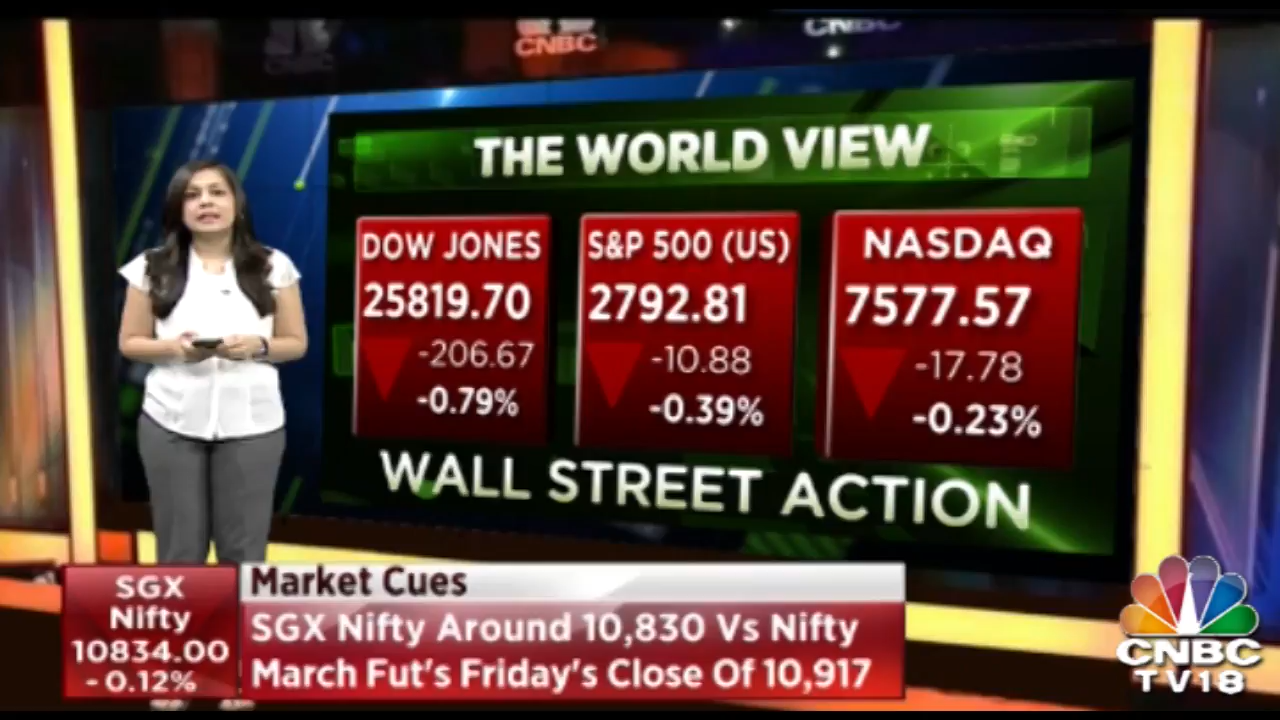 CNBC
CNBC
THE WORLD VIEW
DOW JONES
25819.70
-206.67
-0.79%
S&P 500 (US)
2792.81
-10.88
-0.39%
NASDAQ
7577.57
-17.78
-0.23%
WALL STREET ACTION
SGX
Nifty
10834.00
- 0.12%
Market Cues
SGX Nifty Around 10,830 Vs Nifty
March Fut's Friday's Close Of 10,917
CNBC
TV18